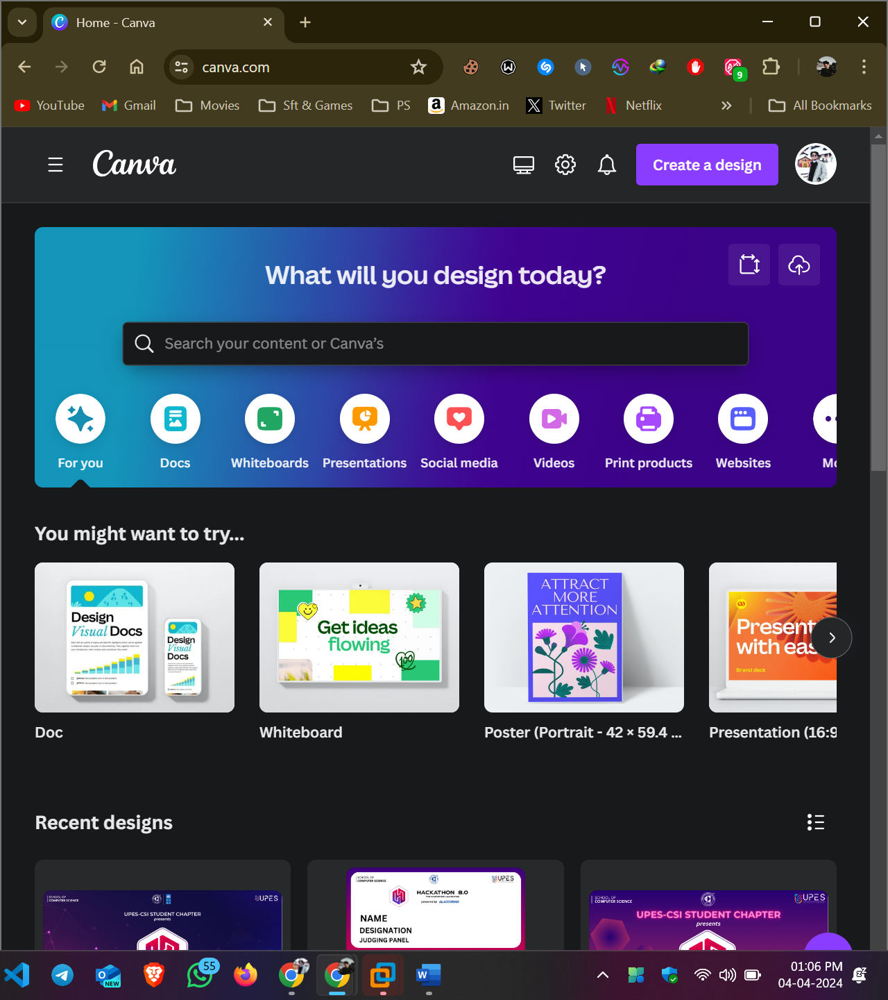 Home - Canva
canva.com
9
YouTube
Gmail
Movies
Sft & Games
PS
Amazon.in
Twitter
Netflix
All Bookmarks
Canva
Create a design
What will you design today?
Search your content or Canva's
For you
Docs
Whiteboards
Presentations
Social media
Videos
Print products
Websites
Mo
You might want to try...
Design
Visual Docs
Design
Visual
Docs
Get ideas
flowing
100
ATTRACT
MORE
ATTENTION
Present
with eas
Brand deck
Doc
Whiteboard
Poster (Portrait - 42 × 59.4 ...
Presentation (16:9
Recent designs
SCHOOL OF
COMPUTER SCIENCE
UPES
UPES-CSI STUDENT CHAPTER
presents
SCHOOL OF
COMPUTER SCIENCE
UPES
HACKATHON 8.0
powered by ACCORIAN
NAME
DESIGNATION
JUDGING PANEL
SCHOOL OF
COMPUTER SCIENCE
UPES
UPES-CSI STUDENT CHAPTER
presents
NEW
55
01:06 PM
04-04-2024